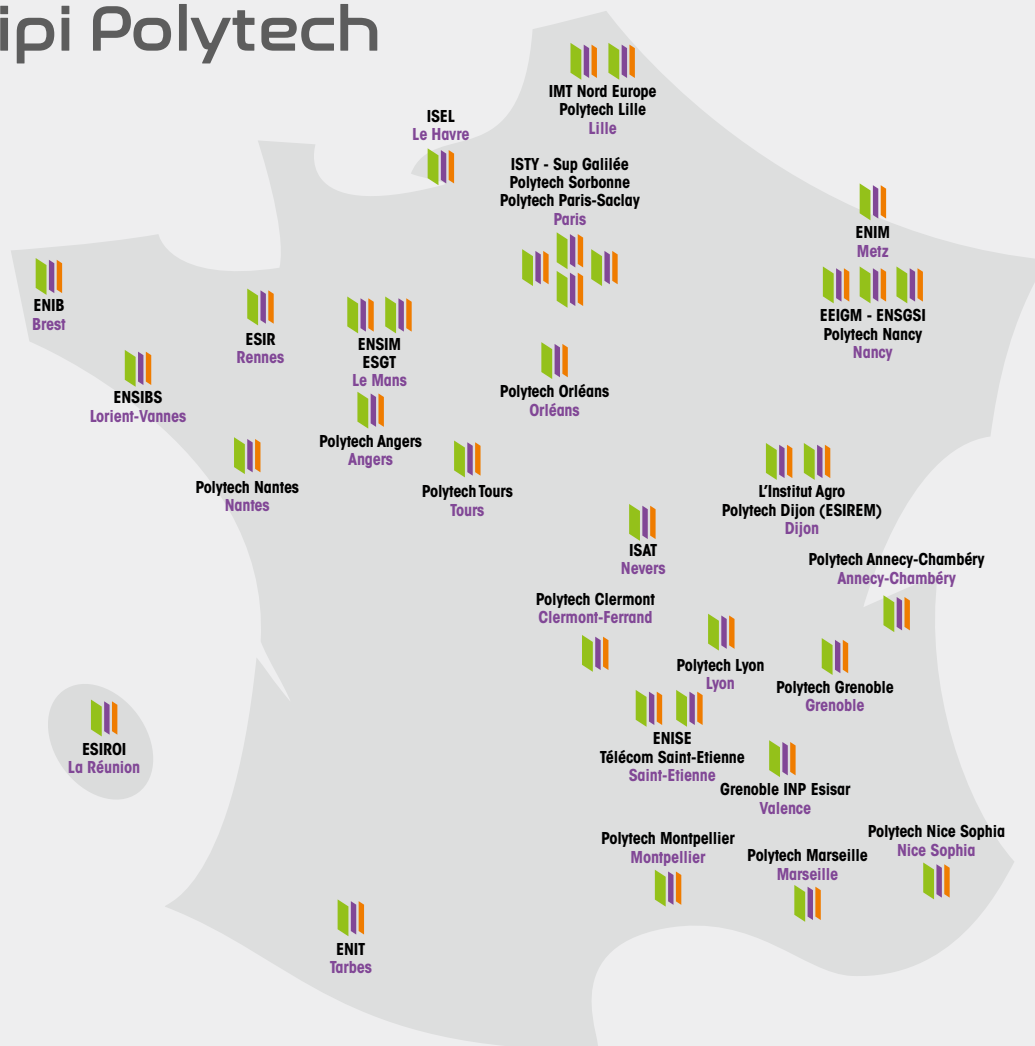 ipi Polytech
IMT Nord Europe
Polytech Lille
Lille
ISEL
Le Havre
ISTY - Sup Galilée
Polytech Sorbonne
Polytech Paris-Saclay
Paris
ENIM
Metz
ENIB
Brest
ESIR
Rennes
ENSIM
ESGT
Le Mans
EEIGM - ENSGSI
Polytech Nancy
Nancy
ENSIBS
Lorient-Vannes
Polytech Orléans
Orléans
Polytech Angers
Angers
Polytech Nantes
Nantes
Polytech Tours
Tours
L'Institut Agro
Polytech Dijon (ESIREM)
Dijon
ISAT
Nevers
Polytech Annecy-Chambéry
Annecy-Chambéry
Polytech Clermont
Clermont-Ferrand
Polytech Lyon
Lyon
Polytech Grenoble
Grenoble
ESIROI
La Réunion
ENISE
Télécom Saint-Etienne
Saint-Etienne
Grenoble INP Esisar
Valence
Polytech Montpellier
Montpellier
Polytech Marseille
Marseille
Polytech Nice Sophia
Nice Sophia
ENIT
Tarbes